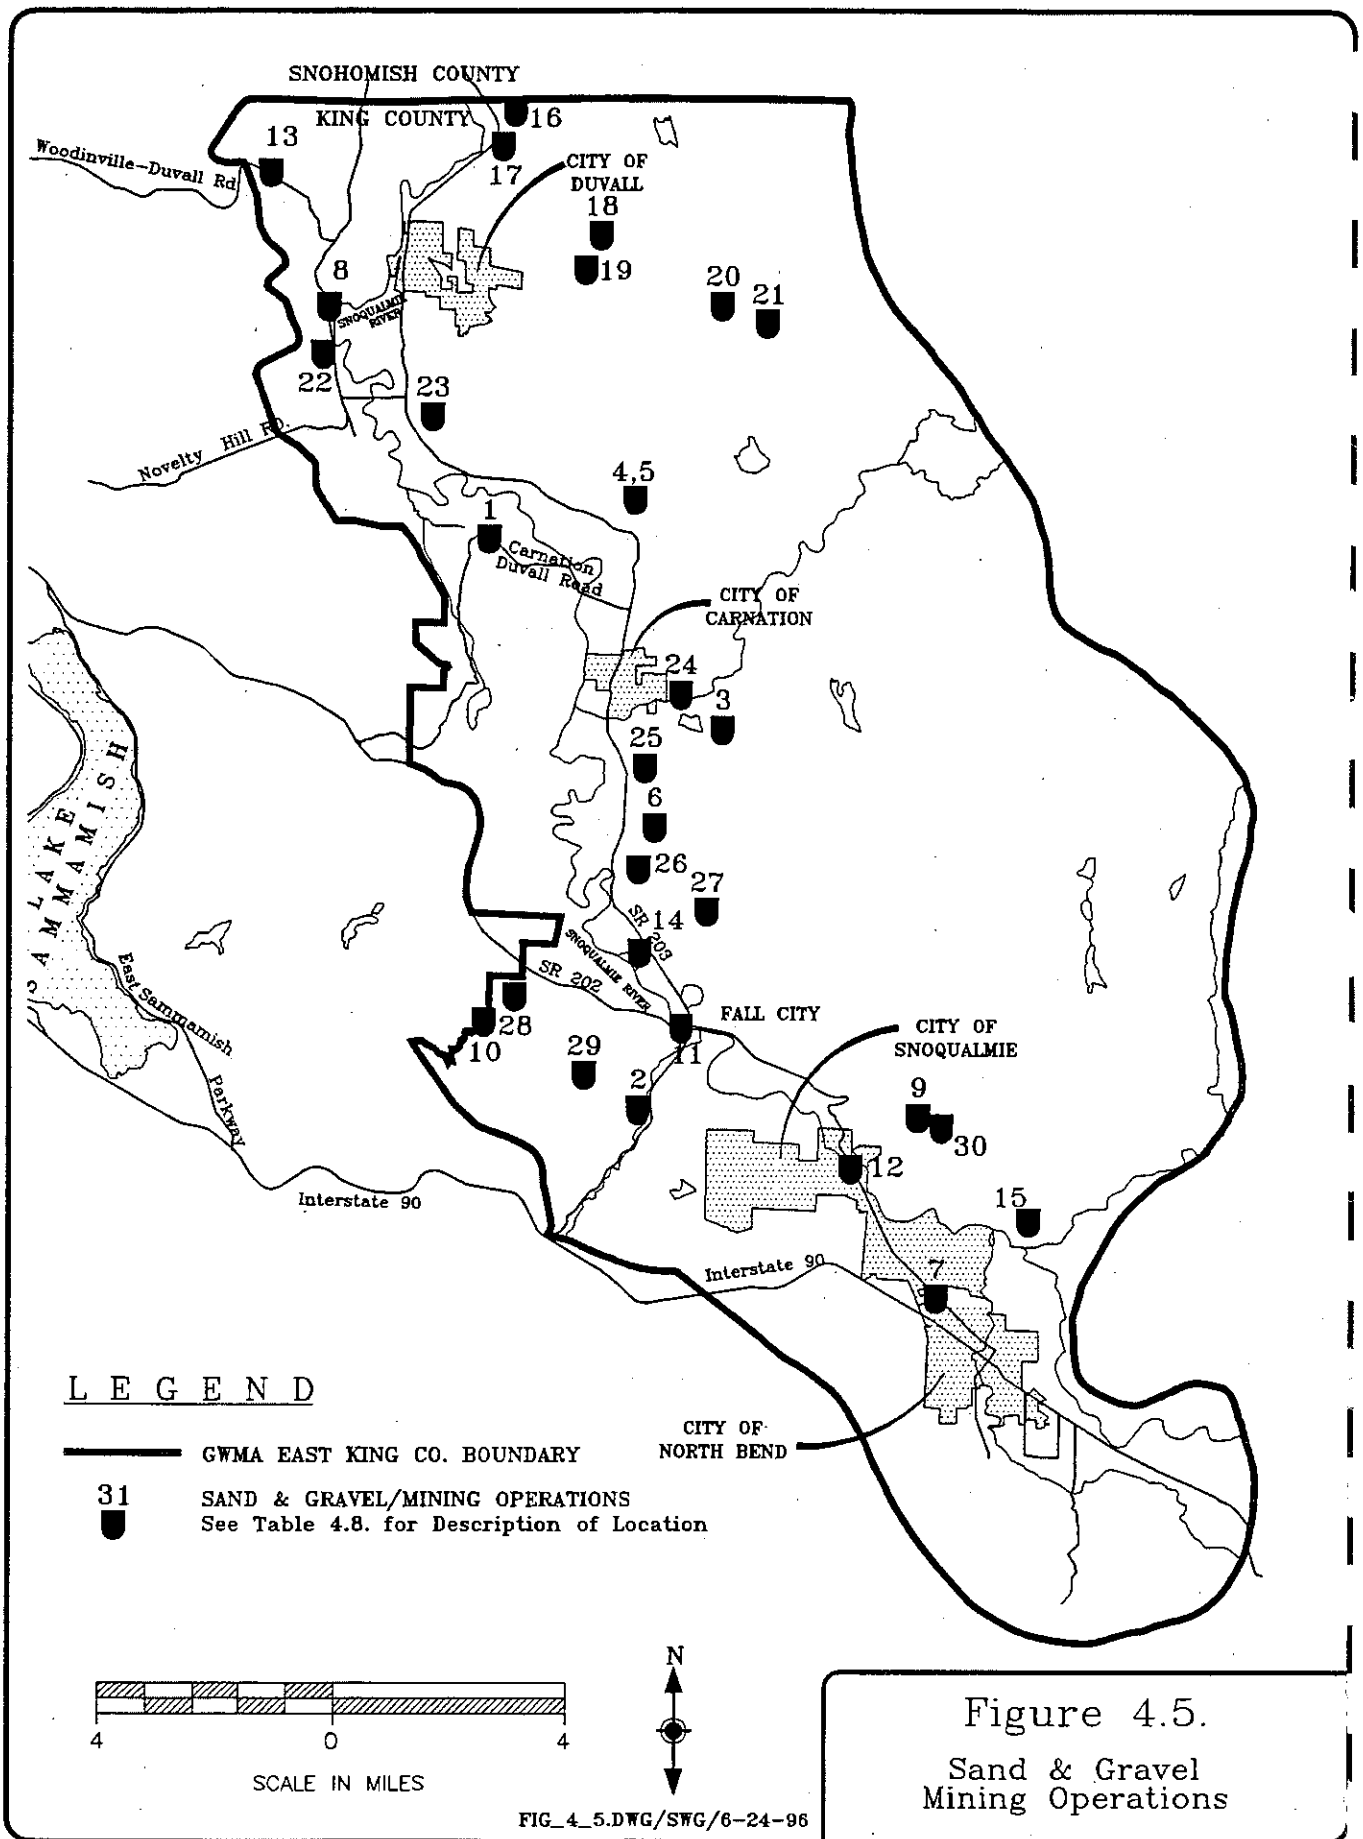 SNOHOMISH COUNTY
KING COUNTY
16
13
Woodinville-Duvall Rd
17
CITY OF
DUVALL
18
19
8
20
21
SNOQUALMIE
RIVER
22
23
Novelty Hill RD.
4,5
1
Carnation
Duvall Road
CITY OF
CARNATION
24
3
25
LAKE
SAMMAMISH
6
26
27
14
SR 203
SNOQUALMIE RIVER
SR 202
East Sammamish
Parkway
28
10
FALL CITY
11
CITY OF
SNOQUALMIE
29
2
9
30
12
15
Interstate 90
Interstate 90
7
LEGEND
CITY OF
NORTH BEND
GWMA EAST KING CO. BOUNDARY
31
SAND & GRAVEL/MINING OPERATIONS
See Table 4.8. for Description of Location
N
4 0 4
SCALE IN MILES
FIG_4_5.DWG/SWG/6-24-96
Figure 4.5.
Sand & Gravel
Mining Operations